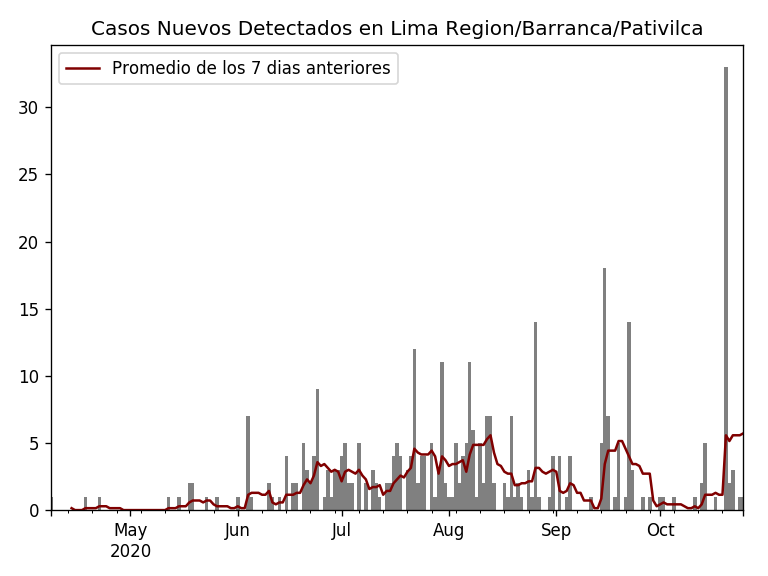 Casos Nuevos Detectados en Lima Region/Barranca/Pativilca
Promedio de los 7 dias anteriores
30
25
20
15
10
5
0
May Jun Jul Aug Sep Oct
2020